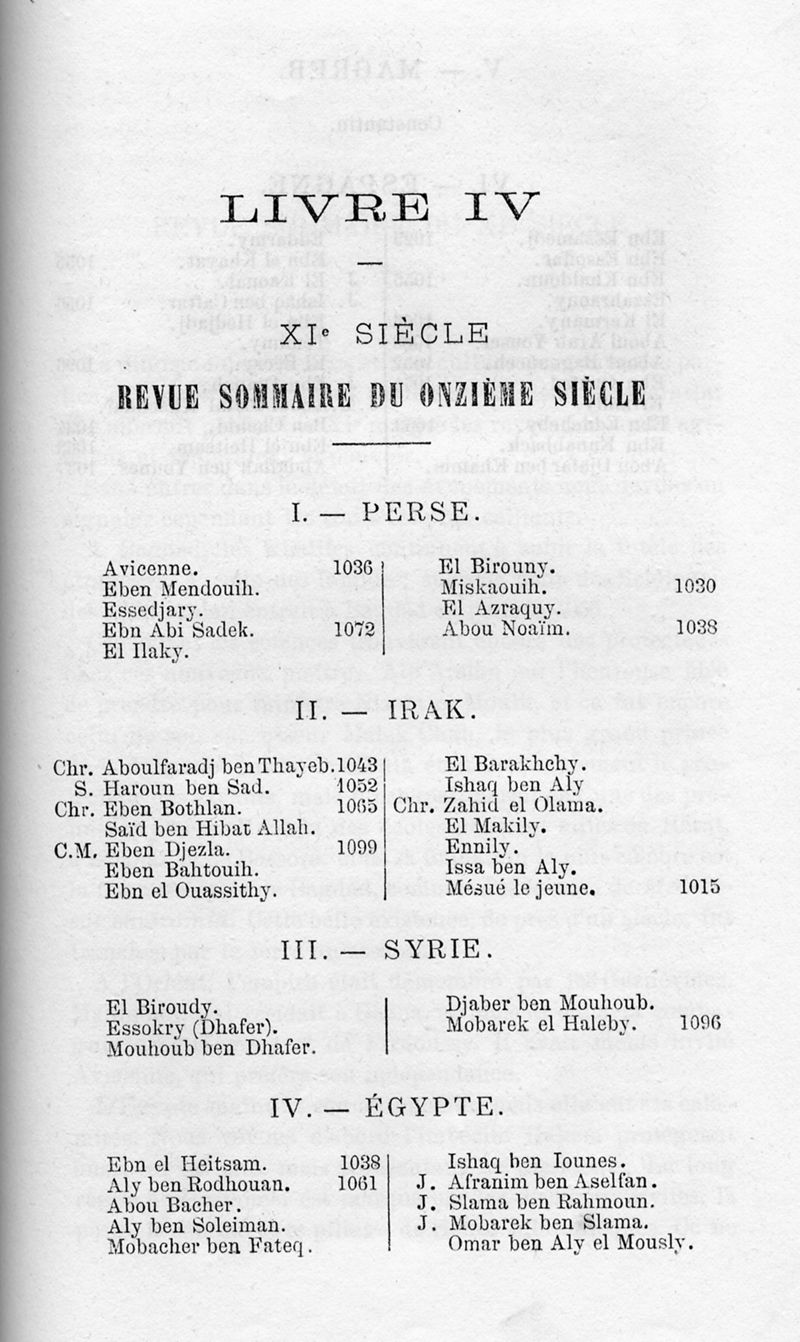 LIVRE IV
XIe SIÈCLE
REVUE SOMMAIRE DU ONZIÈME SIÈCLE
I. — PERSE.
Avicenne. 1036
Eben Mendouih.
Essedjary.
Ebn Abi Sadek. 1072
El Ilaky.
El Birouny.
Miskaouih. 1030
El Azraquy.
Abou Noaïm. 1038
II. — IRAK.
Chr. Aboulfaradj ben Thayeb. 1043
S. Haroun ben Sad. 1052
Chr. Eben Bothlan. 1065
Saïd ben Hibat Allah.
C.M. Eben Djezla. 1099
Eben Bahtouih.
Ebn el Ouassithy.
El Barakhchy.
Ishaq ben Aly
Chr. Zahid el Olama.
El Makily.
Ennily.
Issa ben Aly.
Mésué le jeune. 1015
III. — SYRIE.
El Biroudy.
Essokry (Dhafer).
Mouhoub ben Dhafer.
Djaber ben Mouhoub.
Mobarek el Haleby. 1096
IV. — ÉGYPTE.
Ebn el Heitsam. 1038
Aly ben Rodhouan. 1061
Abou Bacher.
Aly ben Soleiman.
Mobacher ben Fateq.
Ishaq ben Iounes.
J. Afranim ben Aselfan.
J. Slama ben Rahmoun.
J. Mobarek ben Slama.
Omar ben Aly el Mously.